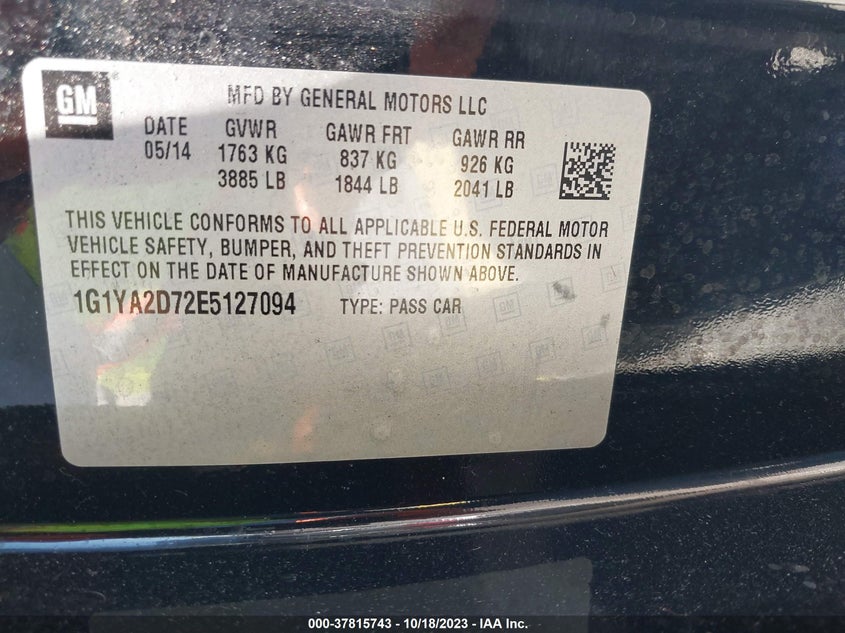 GM
MFD BY GENERAL MOTORS LLC
DATE GVWR GAWR FRT GAWR RR
05/14 1763 KG 837 KG 926 KG
3885 LB 1844 LB 2041 LB
THIS VEHICLE CONFORMS TO ALL APPLICABLE U.S. FEDERAL MOTOR
VEHICLE SAFETY, BUMPER, AND THEFT PREVENTION STANDARDS IN
EFFECT ON THE DATE OF MANUFACTURE SHOWN ABOVE.
1G1YA2D72E5127094 TYPE: PASS CAR
000-37815743 / 10/18/2023 - IAA Inc.